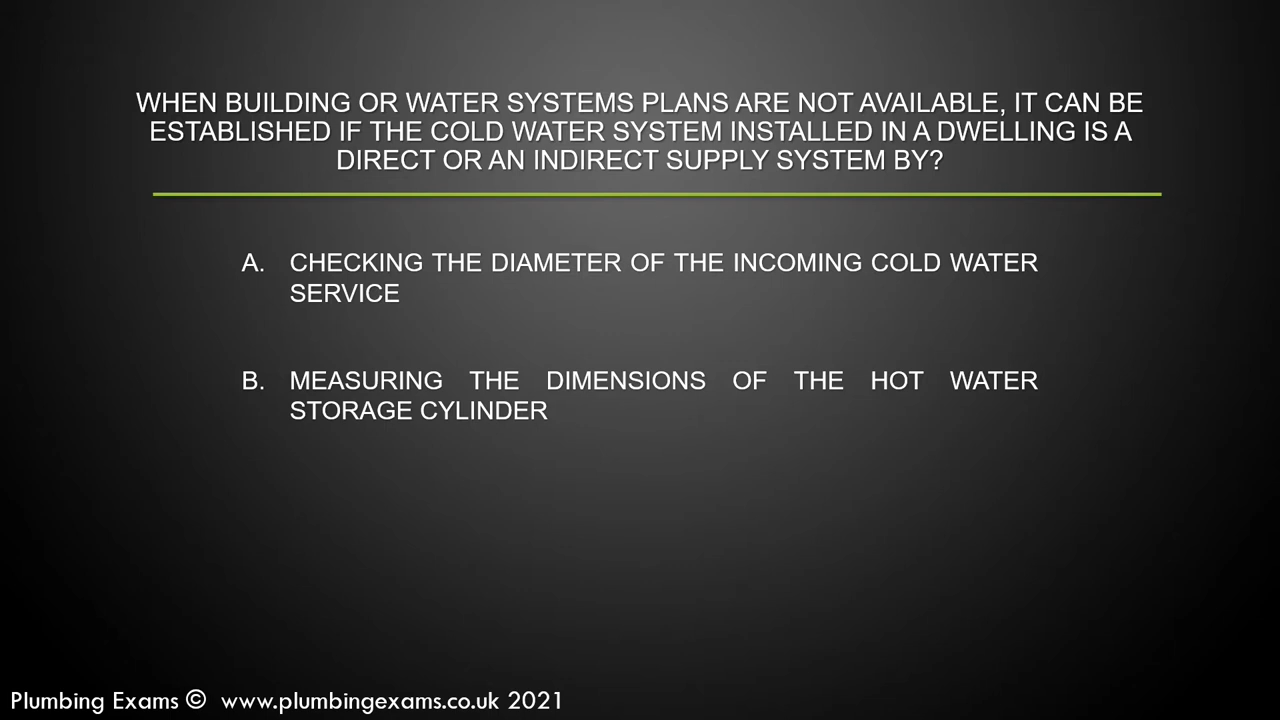 WHEN BUILDING OR WATER SYSTEMS PLANS ARE NOT AVAILABLE, IT CAN BE
ESTABLISHED IF THE COLD WATER SYSTEM INSTALLED IN A DWELLING IS A
DIRECT OR AN INDIRECT SUPPLY SYSTEM BY?
A. CHECKING THE DIAMETER OF THE INCOMING COLD WATER
SERVICE
B. MEASURING THE DIMENSIONS OF THE HOT WATER
STORAGE CYLINDER
Plumbing Exams © www.plumbingexams.co.uk 2021